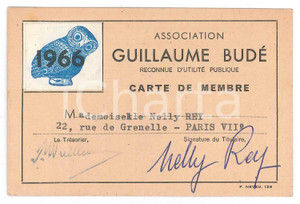 ASSOCIATION
1966
GUILLAUME BUDÉ
RECONNUE D'UTILITÉ PUBLIQUE
CARTE DE MEMBRE
Mademoiselle Nelly REY
22, rue de Grenelle - PARIS VIIe
Le Trésorier,
Signature du Titulaire,
Nelly Rey